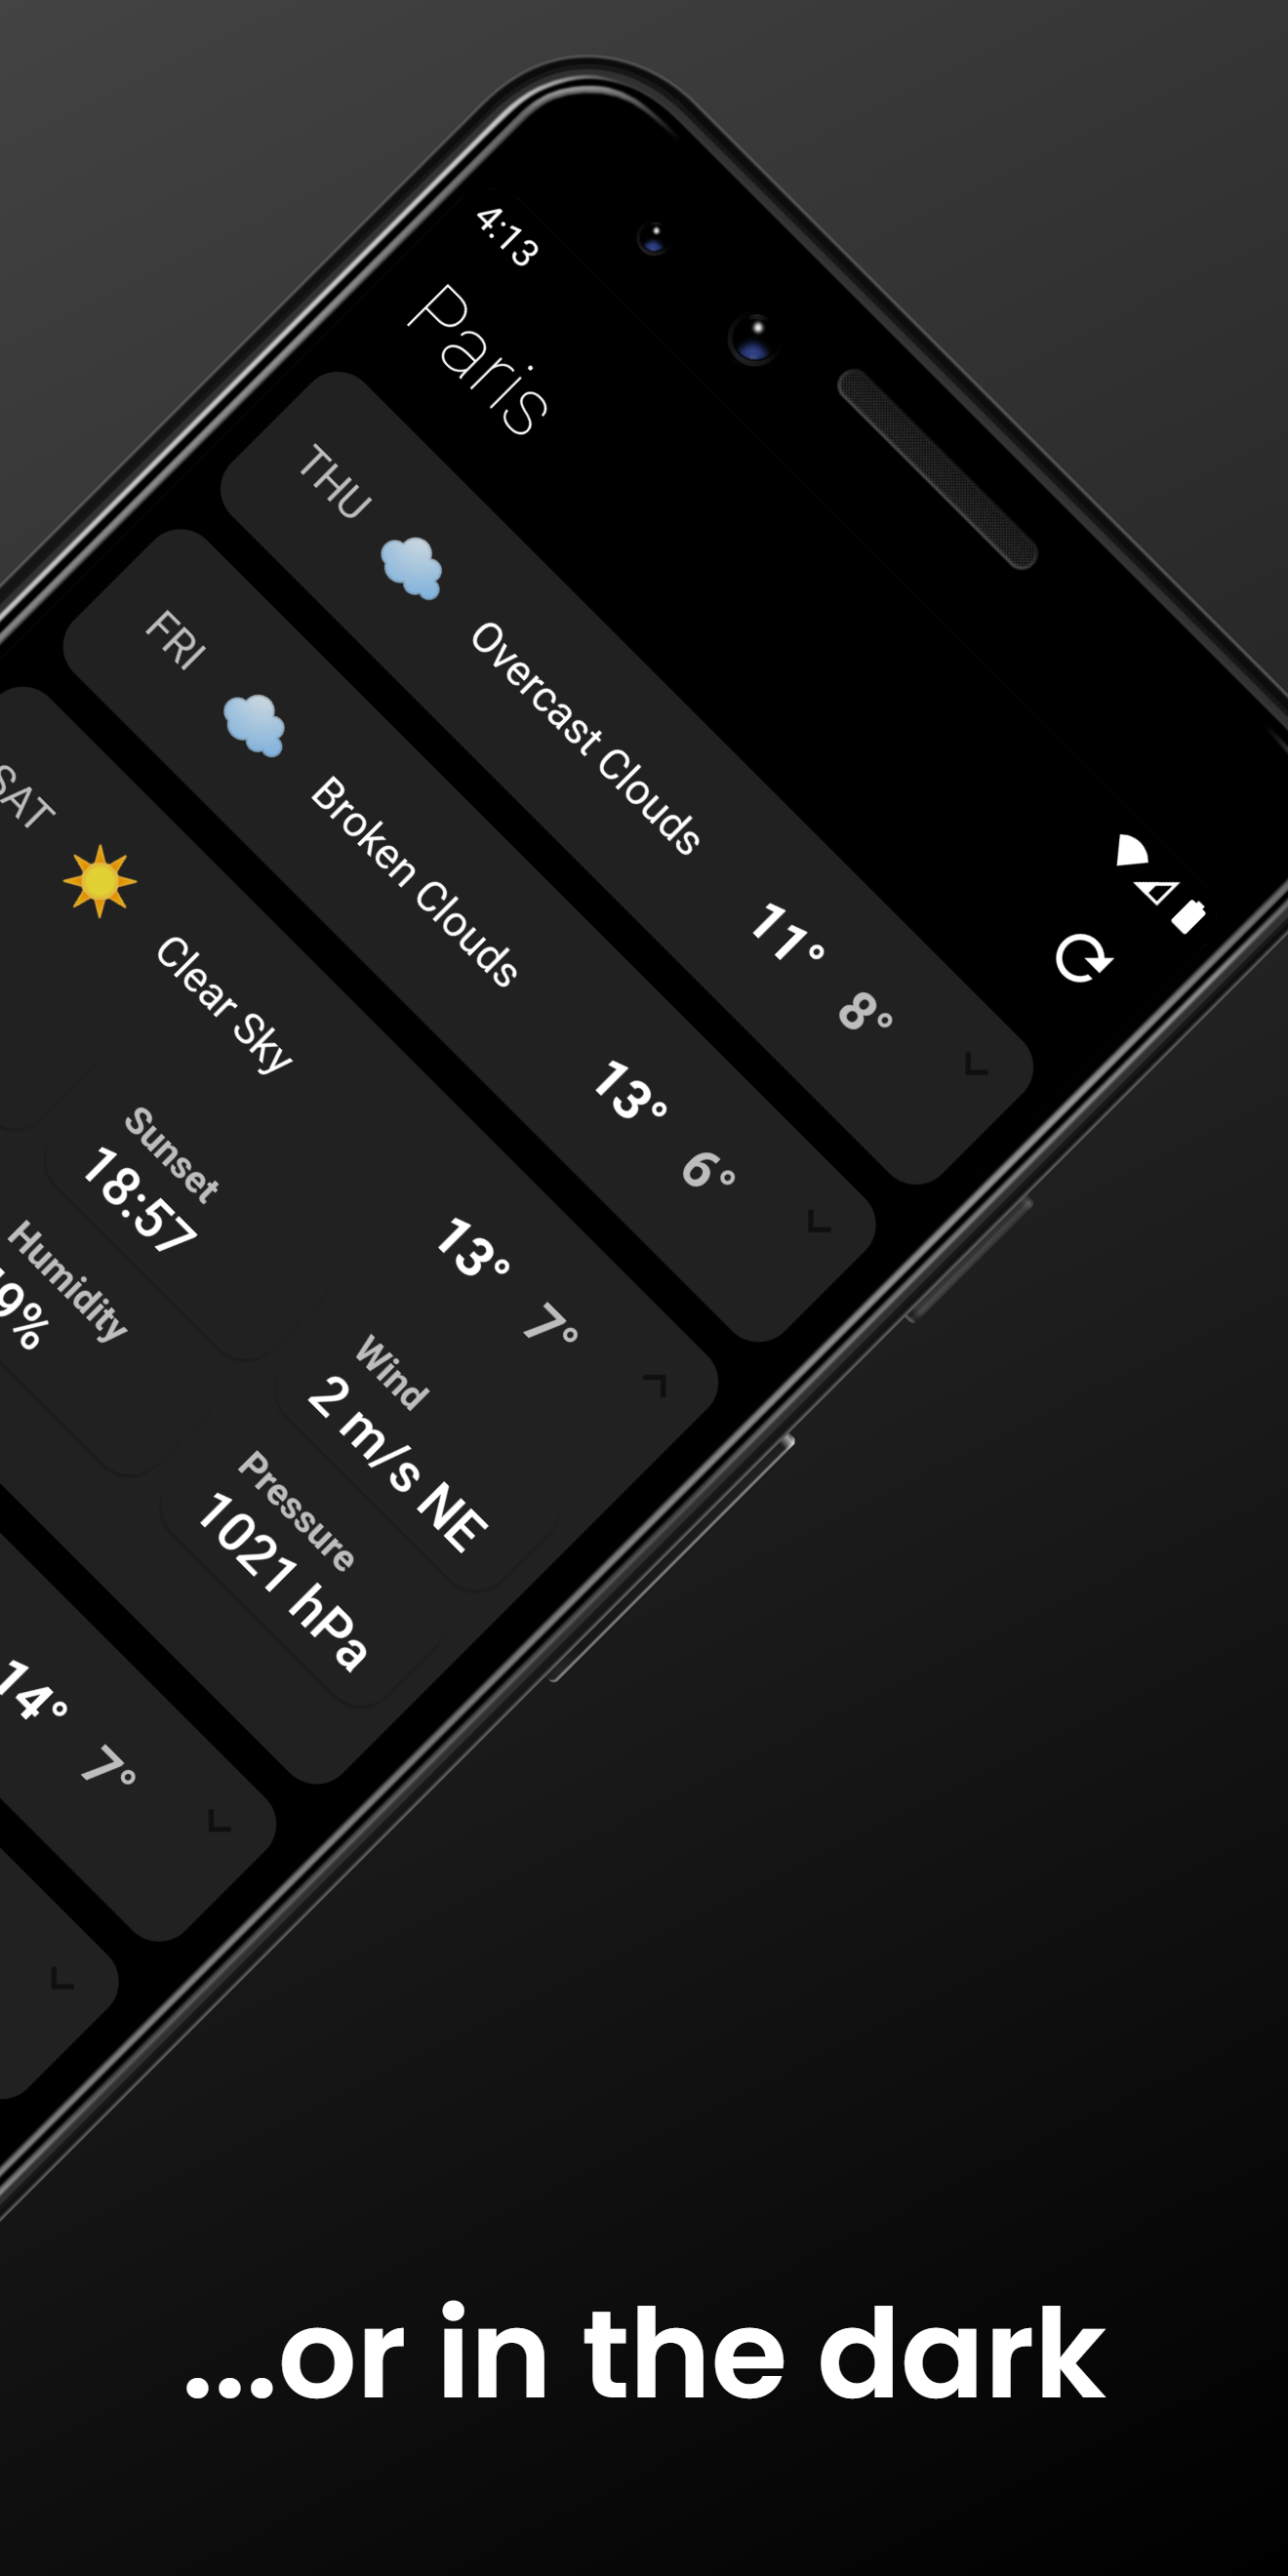 4:13
Paris
THU Overcast Clouds 11° 8°
FRI Broken Clouds 13° 6°
SAT Clear Sky 13° 7°
Sunset
18:57
Wind
2 m/s NE
Humidity
9%
Pressure
1021 hPa
14° 7°
...or in the dark